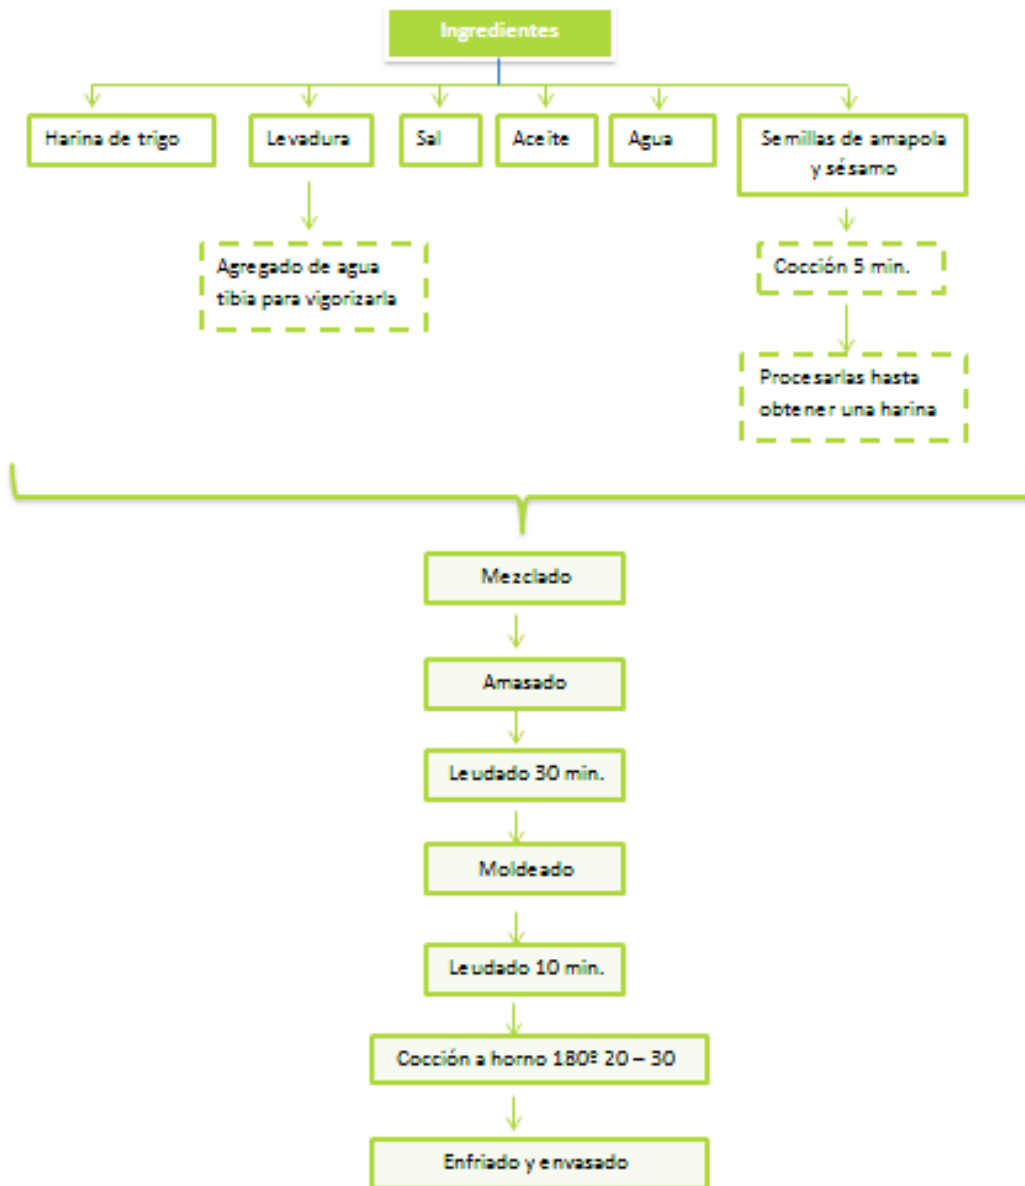 Ingredientes
Harina de trigo
Levadura
Sal
Aceite
Agua
Semillas de amapola
y sésamo
Agregado de agua
tibia para vigorizarla
Cocción 5 min.
Procesarlas hasta
obtener una harina
Mezclado
Amasado
Leudado 30 min.
Moldeado
Leudado 10 min.
Cocción a horno 180º 20 – 30
Enfriado y envasado